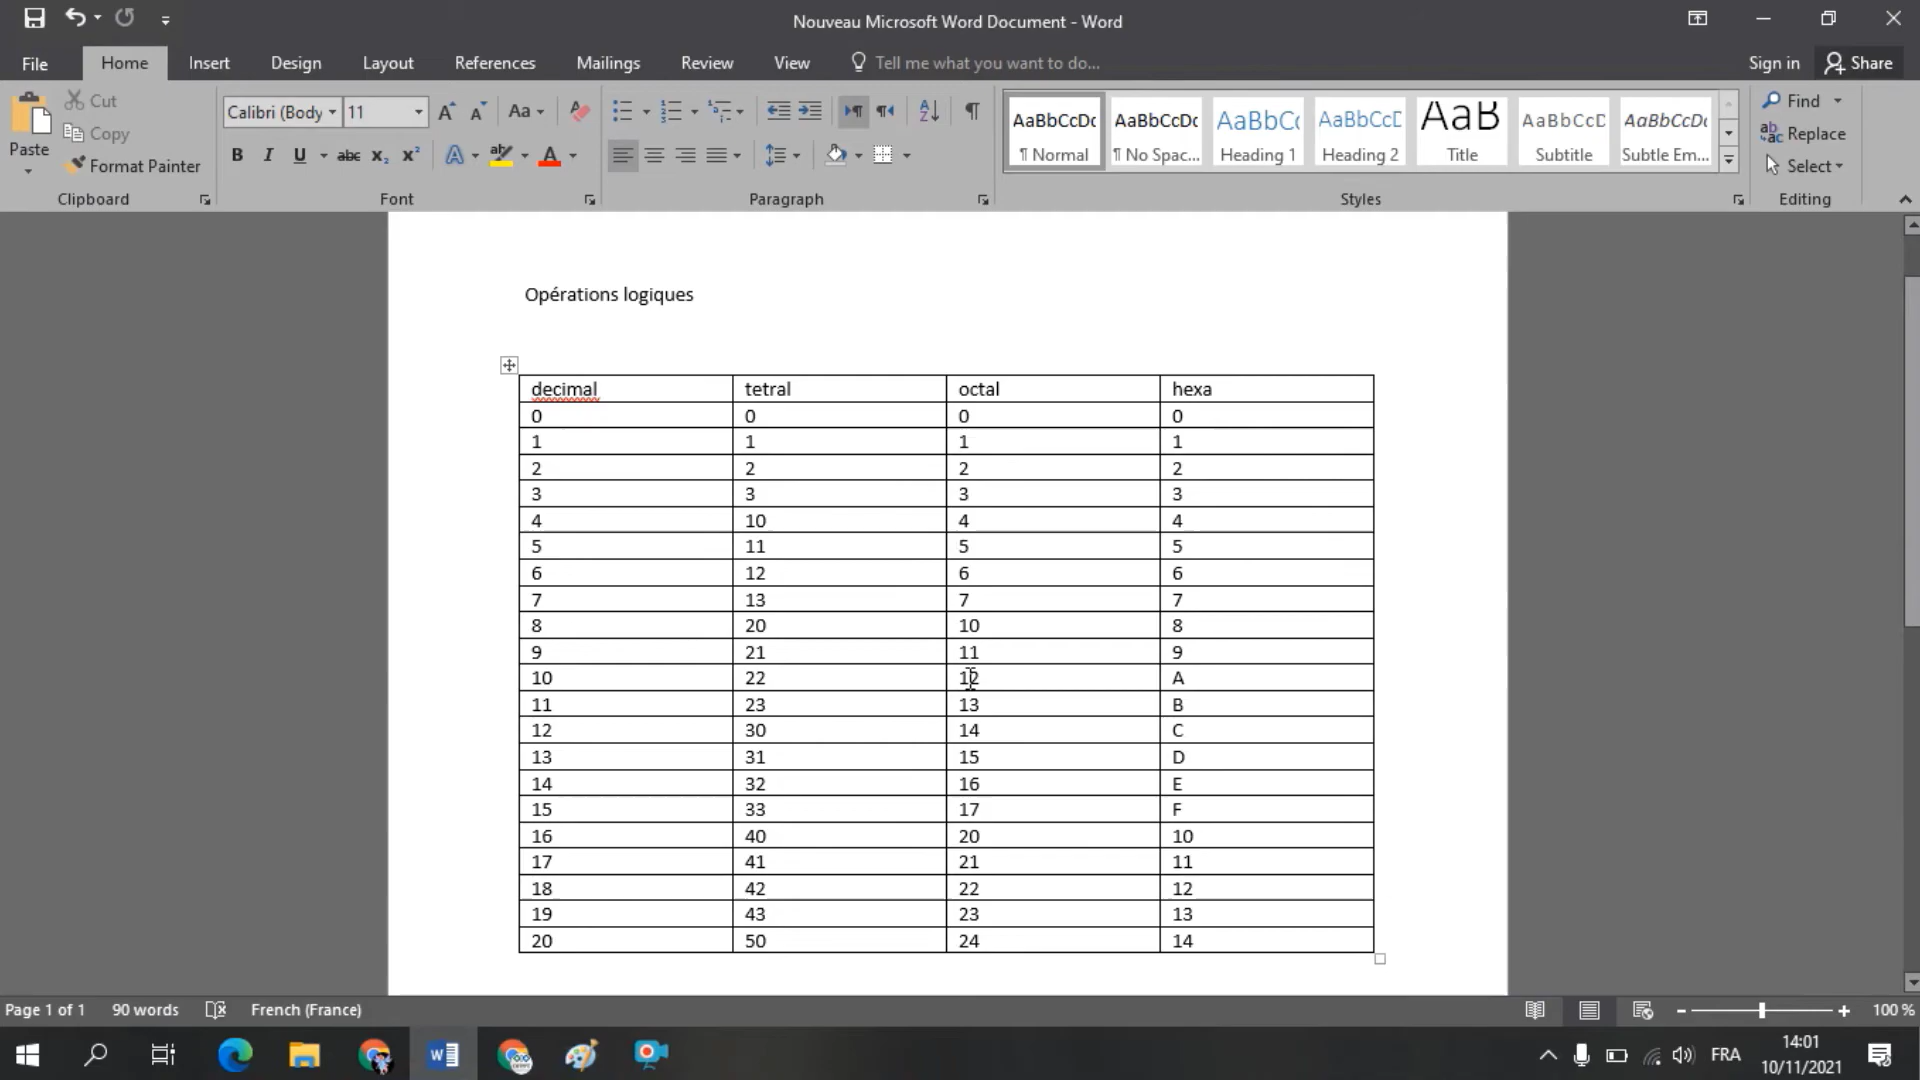 Nouveau Microsoft Word Document - Word
File Home Insert Design Layout References Mailings Review View Tell me what you want to do... Sign in Share
Cut
Copy
Format Painter
Paste
Clipboard
Calibri (Body 11
Font
Paragraph
AaBbCcDc AaBbCcDc AaBbC AaBbCcD AaB AaBbCcD AaBbCcDc
¶ Normal ¶ No Spac... Heading 1 Heading 2 Title Subtitle Subtle Em...
Styles
Find
Replace
Select
Editing
Opérations logiques
decimal tetral octal hexa
0 0 0 0
1 1 1 1
2 2 2 2
3 3 3 3
4 10 4 4
5 11 5 5
6 12 6 6
7 13 7 7
8 20 10 8
9 21 11 9
10 22 12 A
11 23 13 B
12 30 14 C
13 31 15 D
14 32 16 E
15 33 17 F
16 40 20 10
17 41 21 11
18 42 22 12
19 43 23 13
20 50 24 14
Page 1 of 1 90 words French (France) 100 %
FRA
14:01
10/11/2021